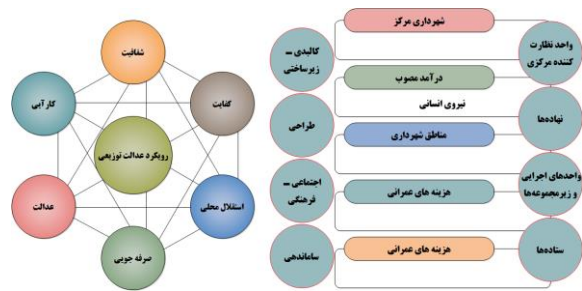 شفافیت
کارآیی
کفایت
رویکرد عدالت توزیعی
عدالت
استقلال محلی
صرفه جویی
شهرداری مرکز
واحد نظارت
کننده مرکزی
کالبدی –
زیرساختی
درآمد مصوب
نیروی انسانی
نهادها
طراحی
مناطق شهرداری
واحدهای اجرایی
و زیرمجموعه‌ها
اجتماعی –
فرهنگی
هزینه های عمرانی
ستادها
هزینه های عمرانی
ساماندهی